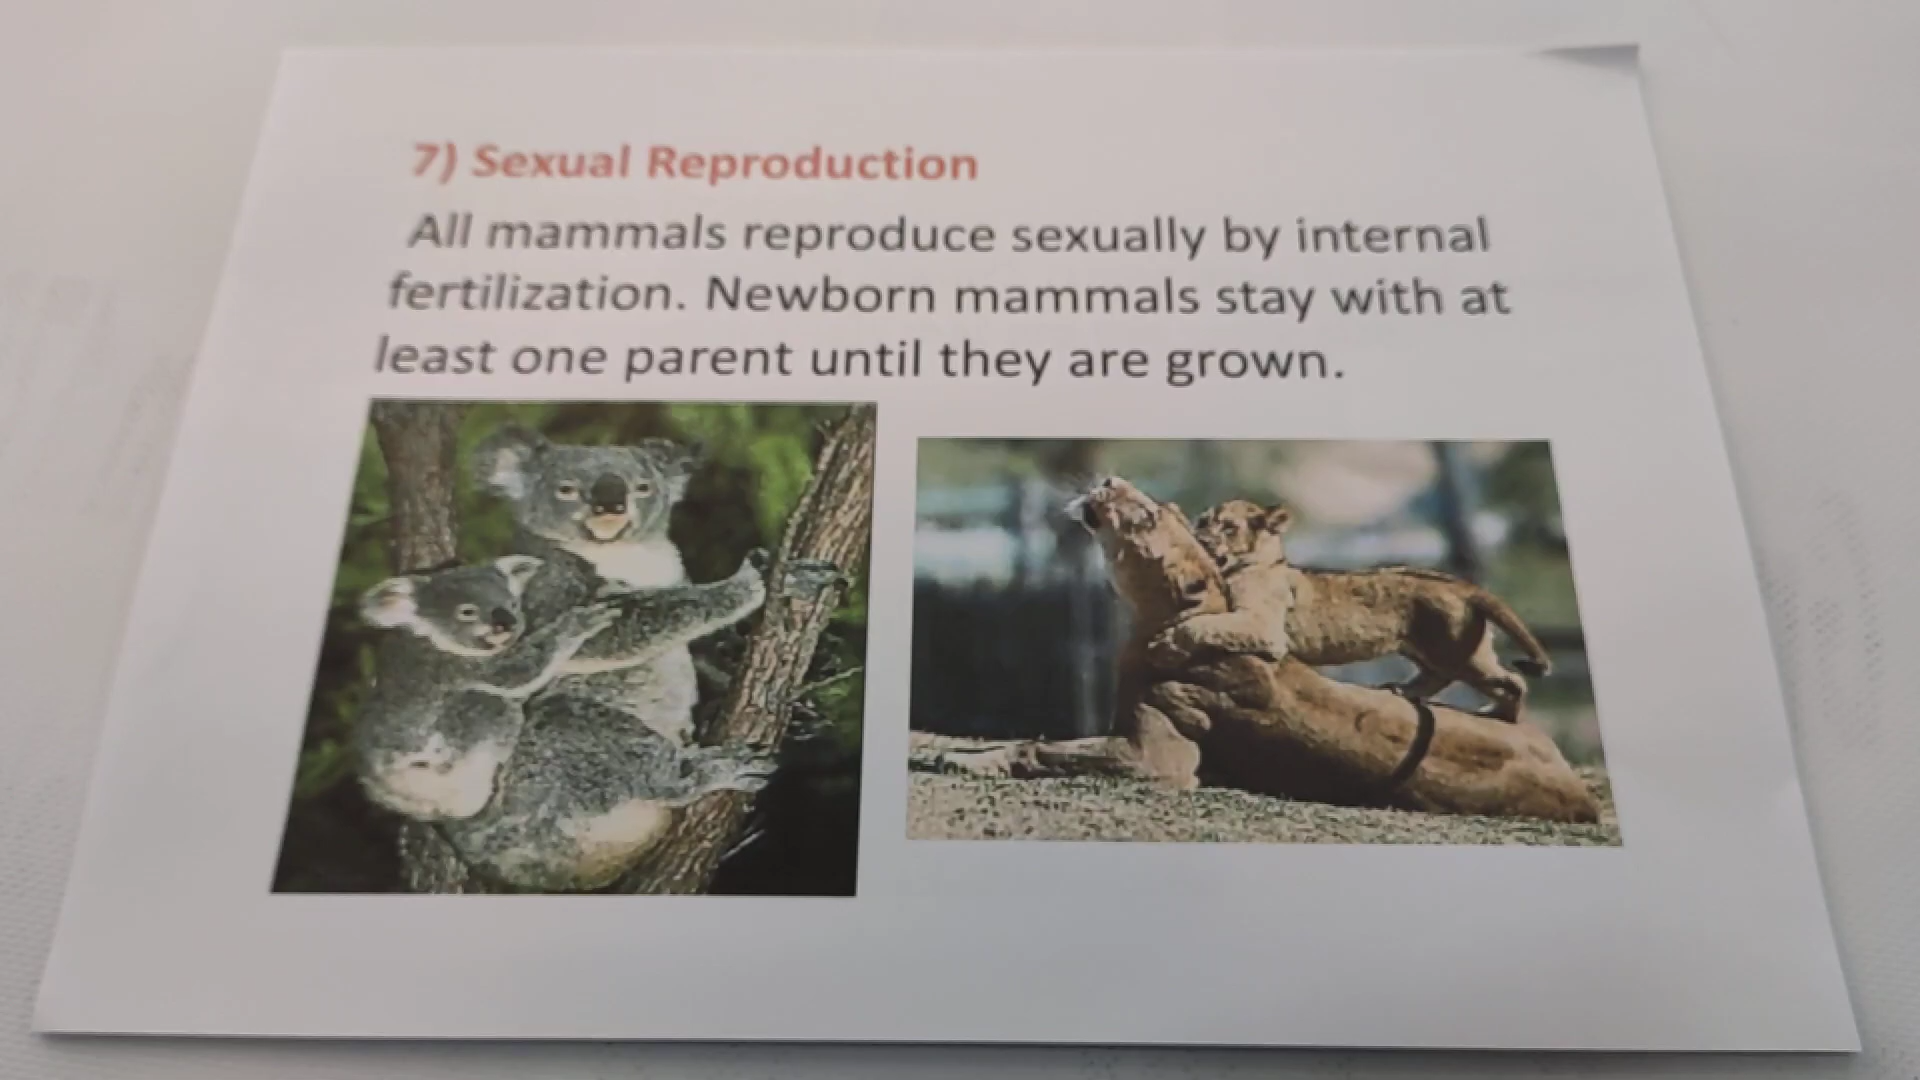 7) Sexual Reproduction
All mammals reproduce sexually by internal
fertilization. Newborn mammals stay with at
least one parent until they are grown.